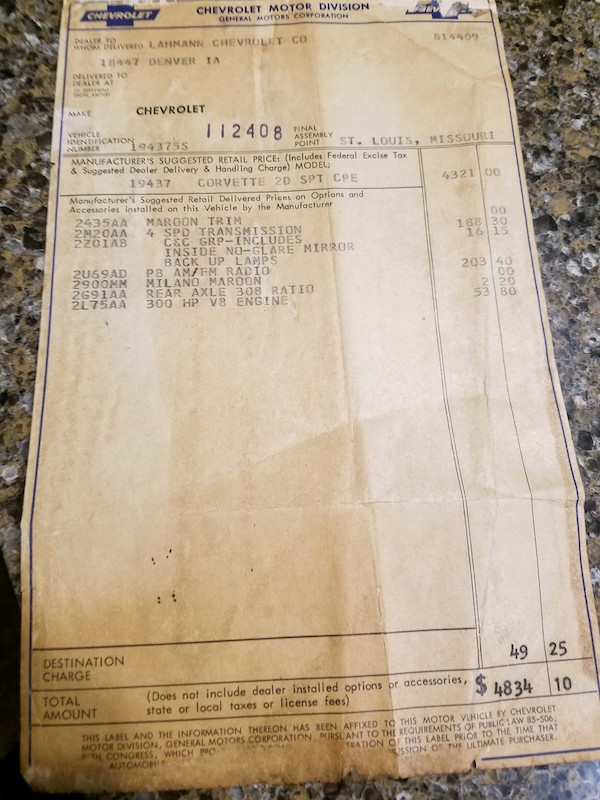 CHEVROLET CHEVROLET MOTOR DIVISION
GENERAL MOTORS CORPORATION
DEALER TO
WHOM DELIVERED LAHMANN CHEVROLET CO 814409
18447 DENVER IA
DELIVERED TO
DEALER AT
MAKE CHEVROLET
VEHICLE
IDENTIFICATION
NUMBER 194375S 112408 FINAL
ASSEMBLY
POINT ST. LOUIS, MISSOURI
MANUFACTURER'S SUGGESTED RETAIL PRICE: (Includes Federal Excise Tax
& Suggested Dealer Delivery & Handling Charge) MODEL;
19437 CORVETTE 2D SPT CPE 4321 00
Manufacturer's Suggested Retail Delivered Prices on Options and
Accessories installed on this Vehicle by the Manufacturer
2435AA MAROON TRIM 00
2M20AA 4 SPD TRANSMISSION 188 30
2Z01AB C&C GRP-INCLUDES 16 15
INSIDE NO-GLARE MIRROR
BACK UP LAMPS
2U69AD PB AM/FM RADIO 203 40
2900MM MILANO MAROON 00
2G91AA REAR AXLE 308 RATIO 2 20
2L75AA 300 HP V8 ENGINE 53 80
DESTINATION
CHARGE 49 25
TOTAL
AMOUNT (Does not include dealer installed options or accessories,
state or local taxes or license fees) $ 4834 10
THIS LABEL AND THE INFORMATION THEREON HAS BEEN AFFIXED TO THIS MOTOR VEHICLE BY CHEVROLET
MOTOR DIVISION, GENERAL MOTORS CORPORATION, PURSUANT TO THE REQUIREMENTS OF PUBLIC LAW 85-506,
CONGRESS, WHICH OF THIS LABEL PRIOR TO THE TIME THAT
OF THE ULTIMATE PURCHASER.